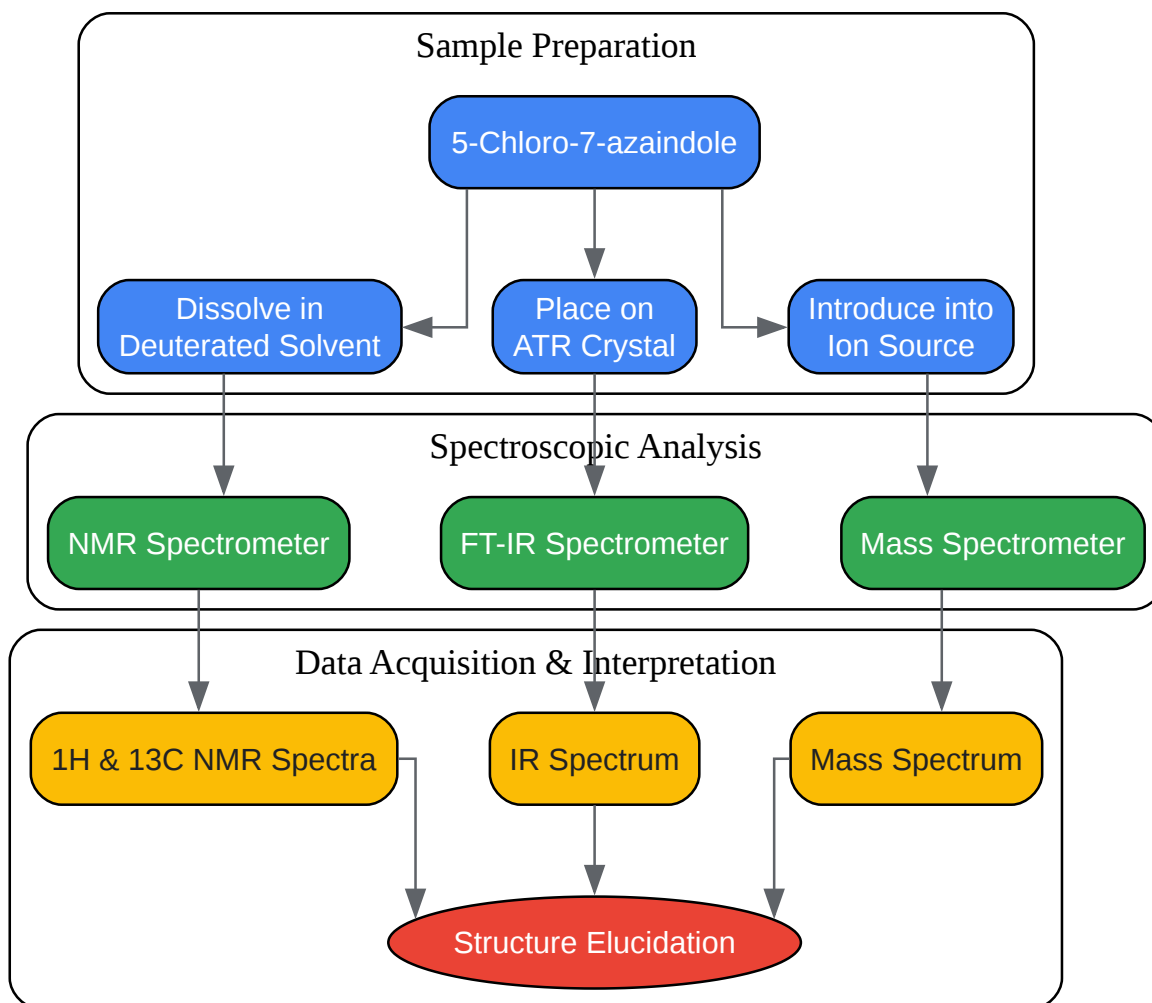 Sample Preparation
5-Chloro-7-azaindole
Dissolve in
Deuterated Solvent
Place on
ATR Crystal
Introduce into
Ion Source
Spectroscopic Analysis
NMR Spectrometer
FT-IR Spectrometer
Mass Spectrometer
Data Acquisition & Interpretation
1H & 13C NMR Spectra
IR Spectrum
Mass Spectrum
Structure Elucidation